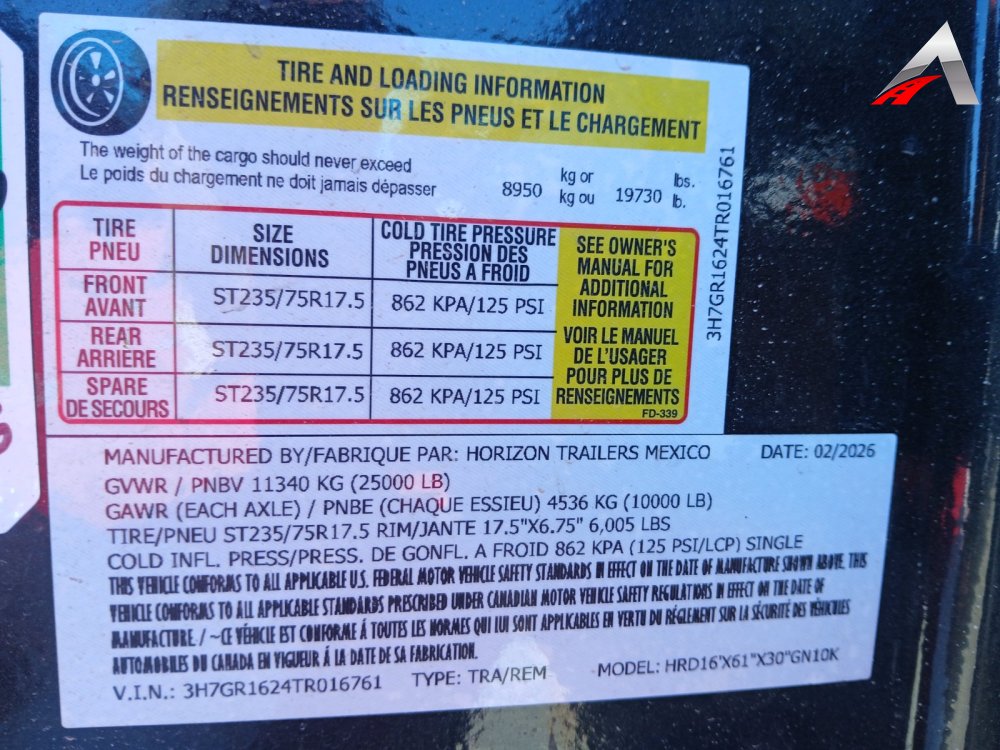 TIRE AND LOADING INFORMATION
RENSEIGNEMENTS SUR LES PNEUS ET LE CHARGEMENT
The weight of the cargo should never exceed
Le poids du chargement ne doit jamais dépasser
8950 kg or kg ou 19730 lbs. lb.
3H7GR1624TR016761
TIRE PNEU
SIZE DIMENSIONS
COLD TIRE PRESSURE
PRESSION DES
PNEUS A FROID
FRONT AVANT ST235/75R17.5 862 KPA/125 PSI
REAR ARRIÈRE ST235/75R17.5 862 KPA/125 PSI
SPARE DE SECOURS ST235/75R17.5 862 KPA/125 PSI
SEE OWNER'S
MANUAL FOR
ADDITIONAL
INFORMATION
VOIR LE MANUEL
DE L'USAGER
POUR PLUS DE
RENSEIGNEMENTS
FD-339
MANUFACTURED BY/FABRIQUE PAR: HORIZON TRAILERS MEXICO DATE: 02/2026
GVWR / PNBV 11340 KG (25000 LB)
GAWR (EACH AXLE) / PNBE (CHAQUE ESSIEU) 4536 KG (10000 LB)
TIRE/PNEU ST235/75R17.5 RIM/JANTE 17.5"X6.75" 6,005 LBS
COLD INFL. PRESS/PRESS. DE GONFL. A FROID 862 KPA (125 PSI/LCP) SINGLE
THIS VEHICLE CONFORMS TO ALL APPLICABLE U.S. FEDERAL MOTOR VEHICLE SAFETY STANDARDS IN EFFECT ON THE DATE OF MANUFACTURE SHOWN ABOVE. THIS
VEHICLE CONFORMS TO ALL APPLICABLE STANDARDS PRESCRIBED UNDER CANADIAN MOTOR VEHICLE SAFETY REGULATIONS IN EFFECT ON THE DATE OF
MANUFACTURE. / ~CE VÉHICLE EST CONFORME Á TOUTES LES NORMES QUI LUI SONT APPLICABLES EN VERTU DU RÉGLEMENT SUR LA SÉCURITÉ DES VÉHICULES
AUTOMOBILES DU CANADA EN VIGUEUR Á LA DATE DE SA FABRICATION.
V.I.N.: 3H7GR1624TR016761 TYPE: TRA/REM MODEL: HRD16'X61"X30"GN10K